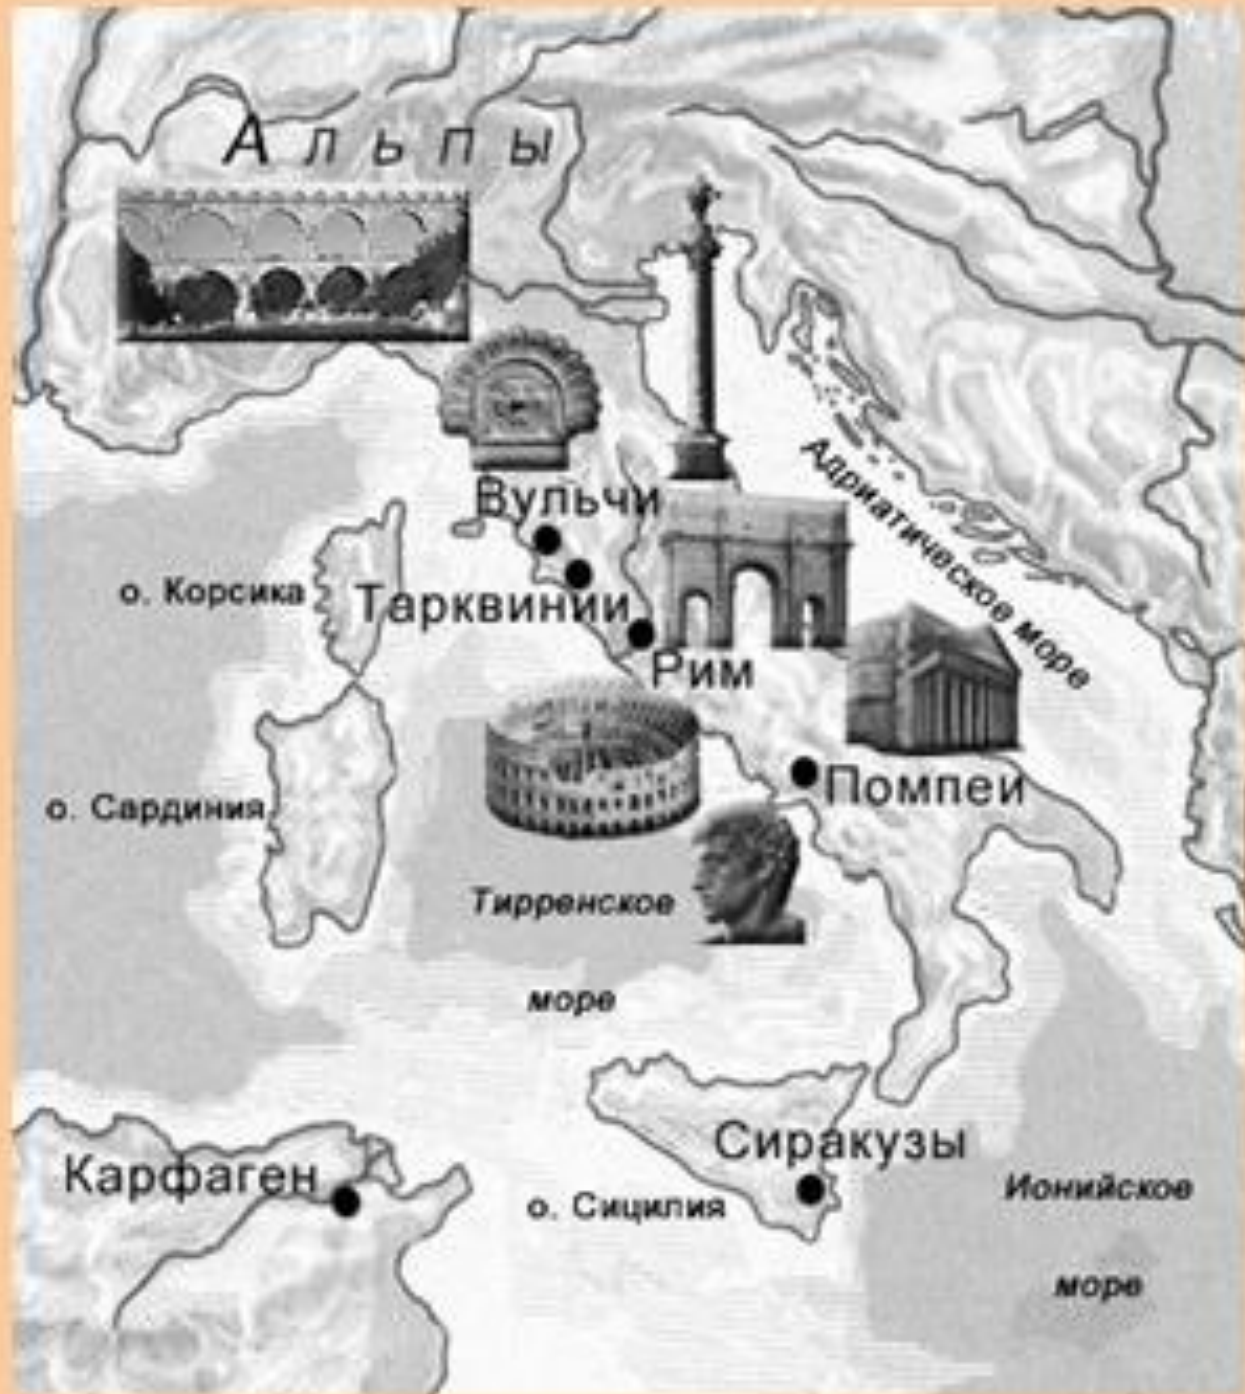 Альпы
Вульчи
Адриатическое море
о. Корсика
Тарквинии
Рим
Помпеи
о. Сардиния
Тирренское
море
Сиракузы
Карфаген
о. Сицилия
Ионийское
море